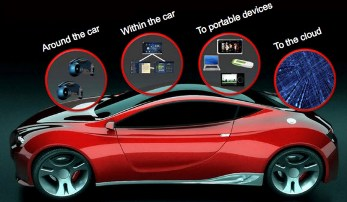 Around the car
Within the car
To portable devices
To the cloud